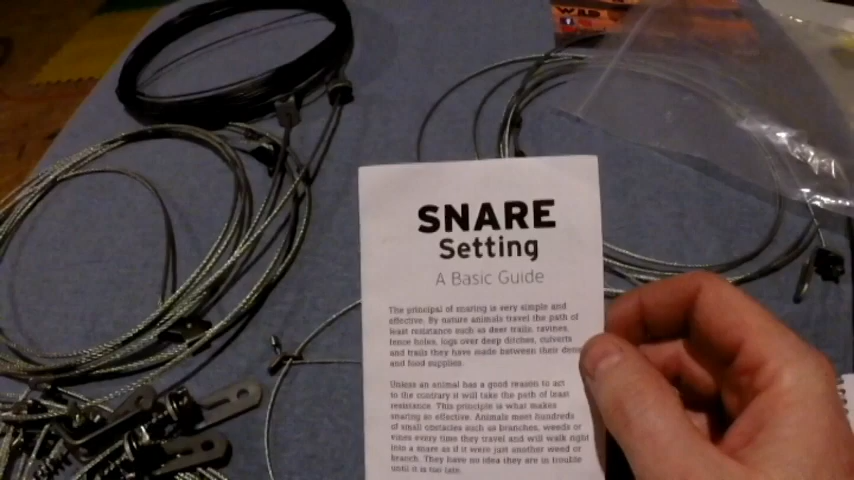 WILD
SNARE
Setting
A Basic Guide
The principal of snaring is very simple and
effective. By nature animals travel the path of
least resistance such as deer trails, ravines,
fence holes, logs over deep ditches, culverts
and trails they have made between their dens
and food supplies.
Unless an animal has a good reason to act
to the contrary it will take the path of least
resistance. This principle is what makes
snaring so effective. Animals meet hundreds
of small obstacles such as branches, weeds or
vines every time they travel and will walk right
into a snare as if it were just another weed or
branch. They have no idea they are in trouble
until it is too late.